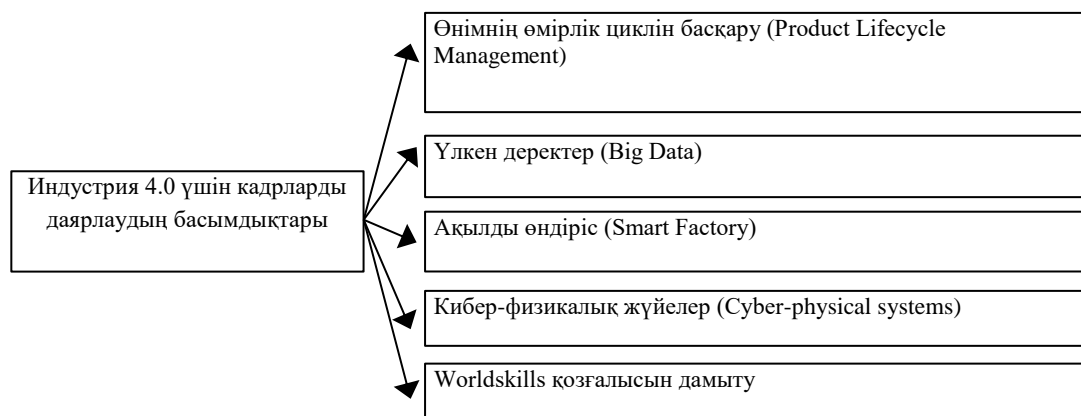 Өнімнің өмірлік циклін басқару (Product Lifecycle
Management)
Үлкен деректер (Big Data)
Индустрия 4.0 үшін кадрларды
даярлаудың басымдықтары
Ақылды өндіріс (Smart Factory)
Кибер-физикалық жүйелер (Cyber-physical systems)
Worldskills қозғалысын дамыту